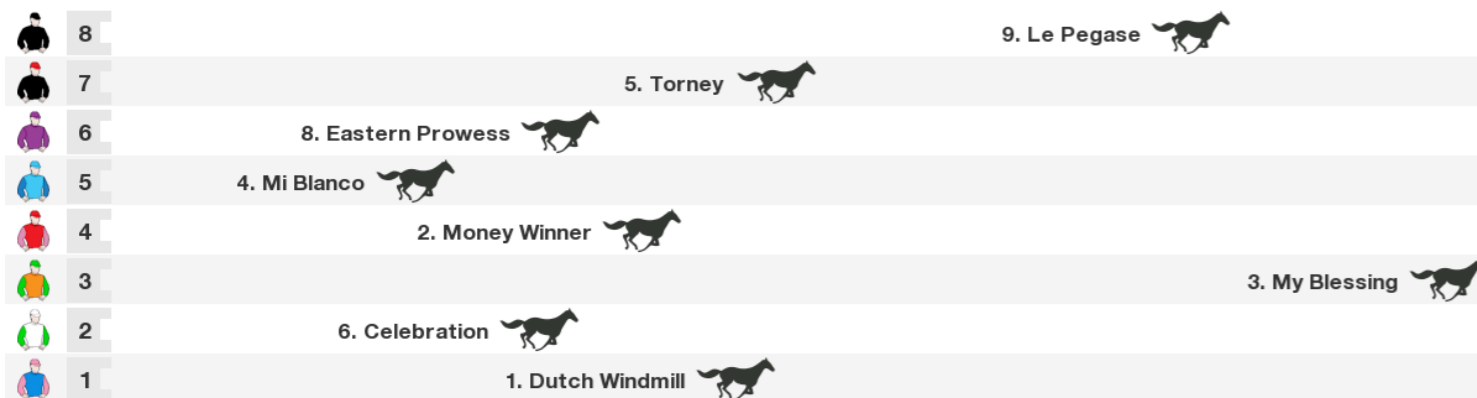 8 9. Le Pegase
7 5. Torney
6 8. Eastern Prowess
5 4. Mi Blanco
4 2. Money Winner
3 3. My Blessing
2 6. Celebration
1 1. Dutch Windmill